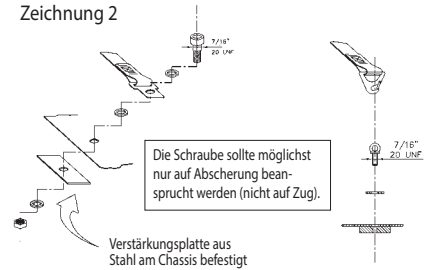 Zeichnung 2
7/16"
20 UNF
7/16"
20 UNF
Die Schraube sollte möglichst
nur auf Abscherung bean-
sprucht werden (nicht auf Zug).
Verstärkungsplatte aus
Stahl am Chassis befestigt